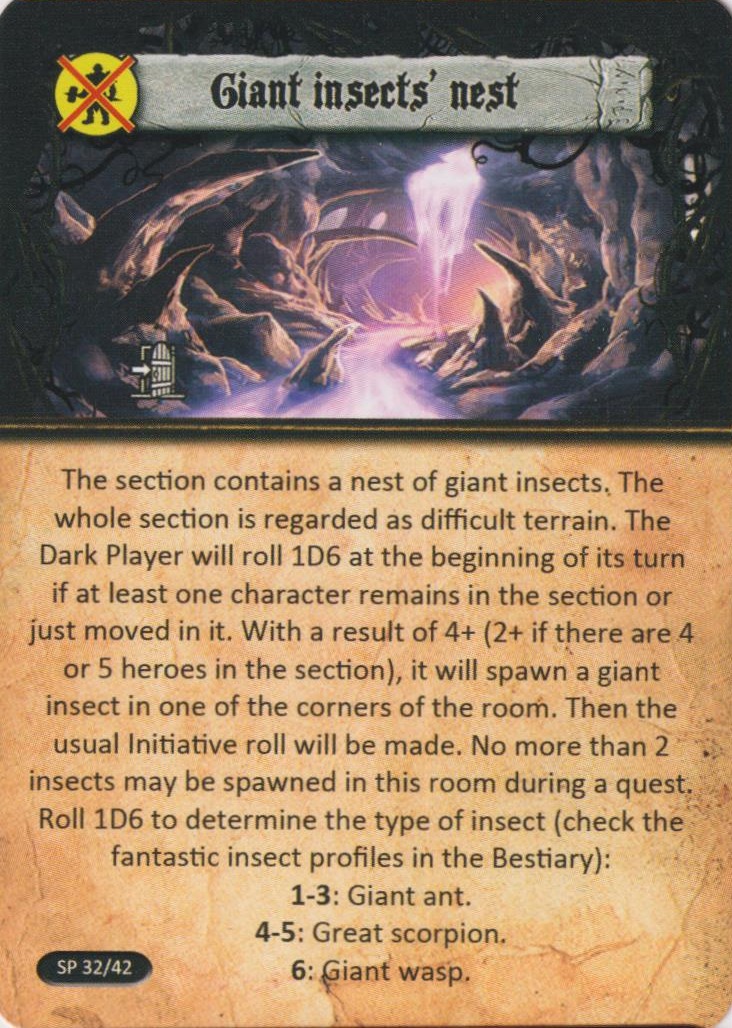 Giant insects' nest
The section contains a nest of giant insects. The
whole section is regarded as difficult terrain. The
Dark Player will roll 1D6 at the beginning of its turn
if at least one character remains in the section or
just moved in it. With a result of 4+ (2+ if there are 4
or 5 heroes in the section), it will spawn a giant
insect in one of the corners of the room. Then the
usual Initiative roll will be made. No more than 2
insects may be spawned in this room during a quest.
Roll 1D6 to determine the type of insect (check the
fantastic insect profiles in the Bestiary):
1-3: Giant ant.
4-5: Great scorpion.
6: Giant wasp.
SP 32/42